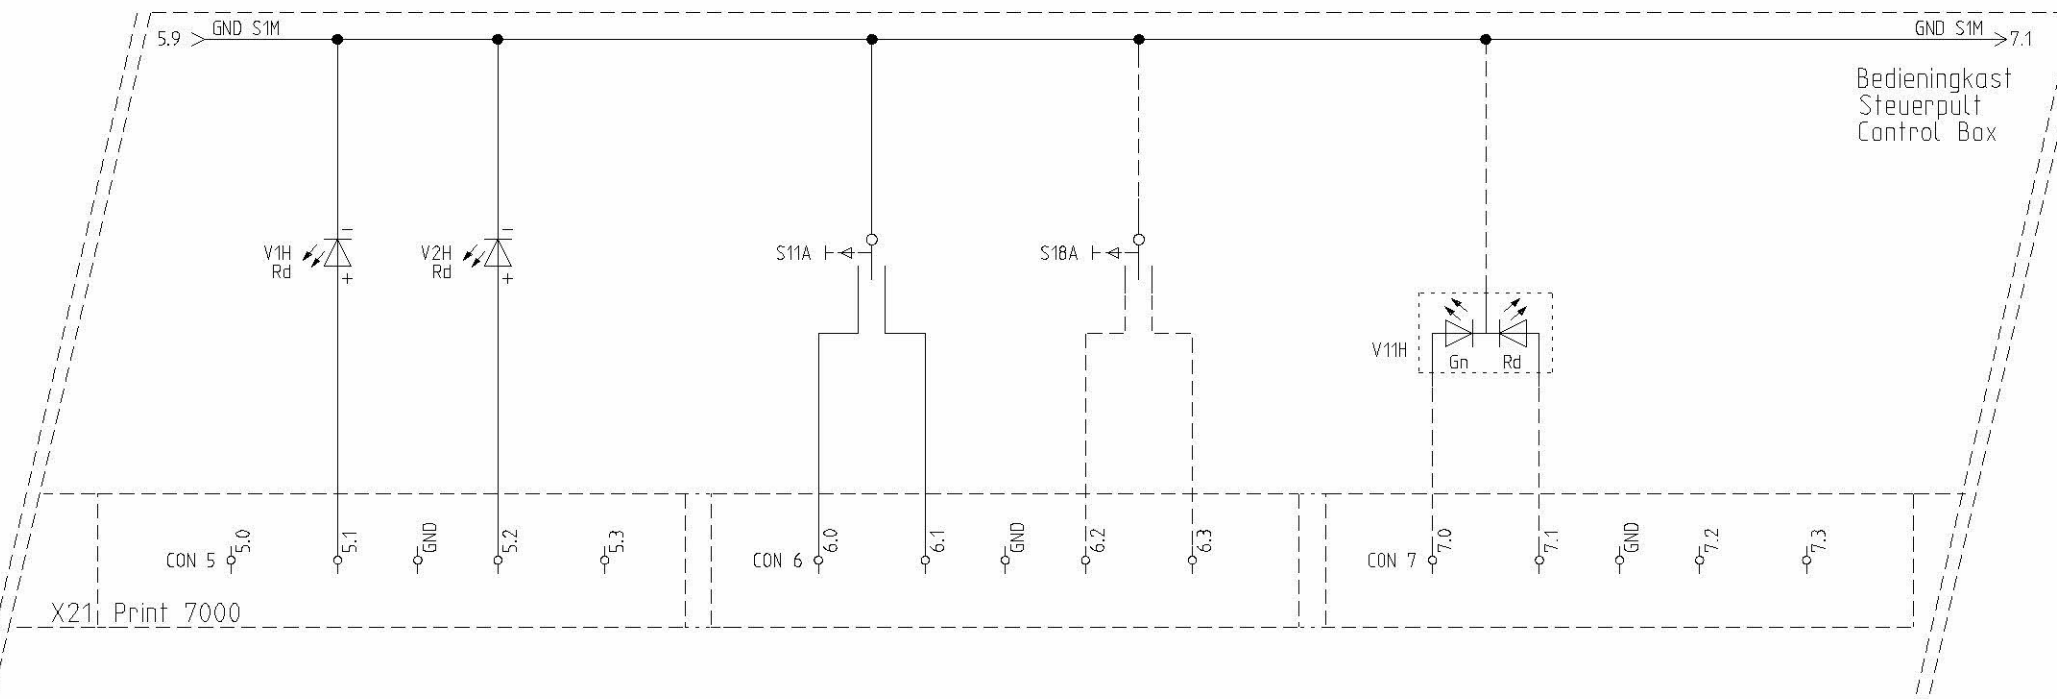 5.9 GND S1M GND S1M 7.1
Bedieningkast
Steuerpult
Control Box
V1H
Rd
V2H
Rd
S11A
S18A
V11H
Gn Rd
- +
- +
CON 5 5.0 5.1 GND 5.2 5.3
CON 6 6.0 6.1 GND 6.2 6.3
CON 7 7.0 7.1 GND 7.2 7.3
X21 Print 7000